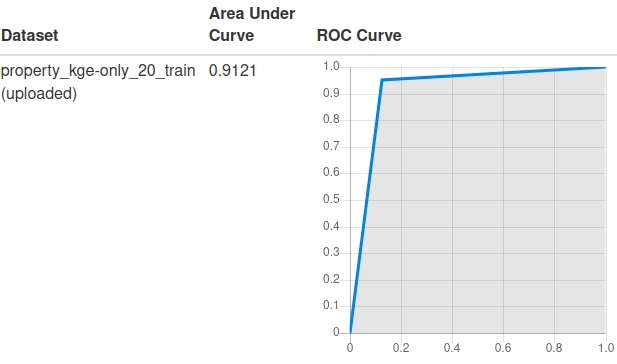 Dataset
Area Under
Curve
ROC Curve
property_kge-only_20_train
(uploaded)
0.9121
1.0
0.9
0.8
0.7
0.6
0.5
0.4
0.3
0.2
0.1
0
0 0.2 0.4 0.6 0.8 1.0